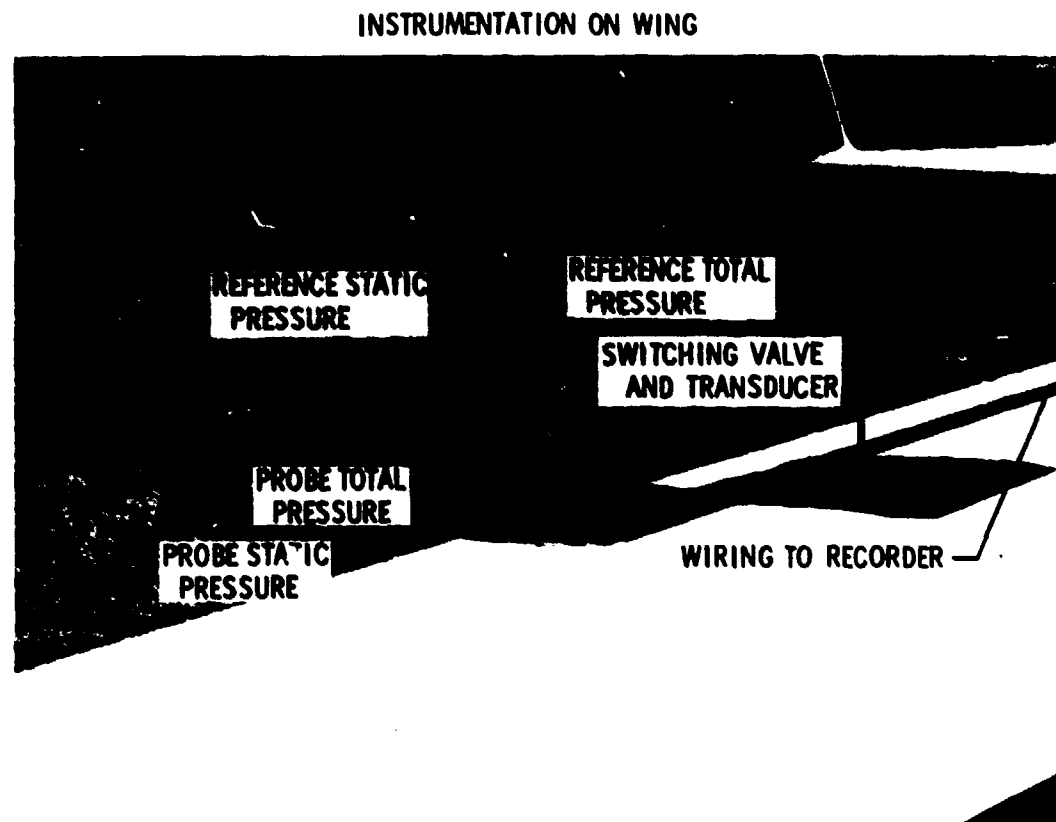 INSTRUMENTATION ON WING
REFERENCE STATIC
PRESSURE
REFERENCE TOTAL
PRESSURE
SWITCHING VALVE
AND TRANSDUCER
PROBE TOTAL
PRESSURE
PROBE STATIC
PRESSURE
WIRING TO RECORDER